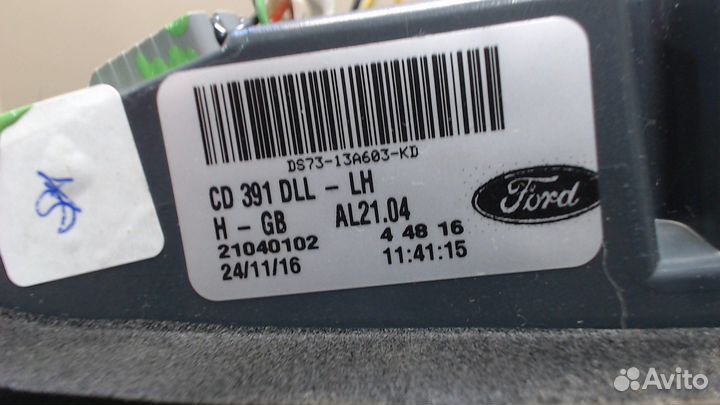 DS73-13A603-KD
CD 391 DLL - LH
H - GB AL21.04
Ford
21040102 4 48 16
24/11/16 11:41:15
Avito